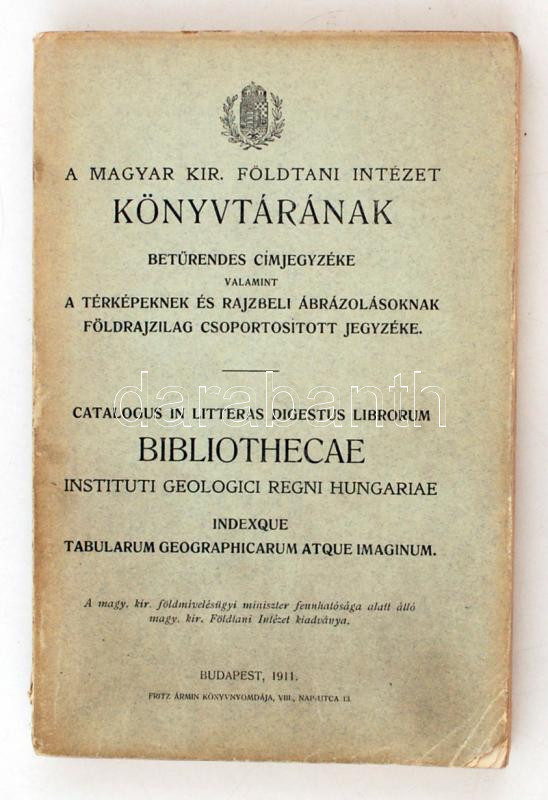 A MAGYAR KIR. FÖLDTANI INTÉZET
KÖNYVTÁRÁNAK
BETŰRENDES CÍMJEGYZÉKE
VALAMINT
A TÉRKÉPEKNEK ÉS RAJZBELI ÁBRÁZOLÁSOKNAK
FÖLDRAJZILAG CSOPORTOSÍTOTT JEGYZÉKE.
darabanth
CATALOGUS IN LITTERAS DIGESTUS LIBRORUM
BIBLIOTHECAE
INSTITUTI GEOLOGICI REGNI HUNGARIAE
INDEXQUE
TABULARUM GEOGRAPHICARUM ATQUE IMAGINUM.
A magy. kir. földmivelésügyi miniszter fennhatósága alatt álló
magy. kir. Földtani Intézet kiadványa.
BUDAPEST, 1911.
FRITZ ÁRMIN KÖNYVNYOMDÁJA, VIII., NAP-UTCA 13.